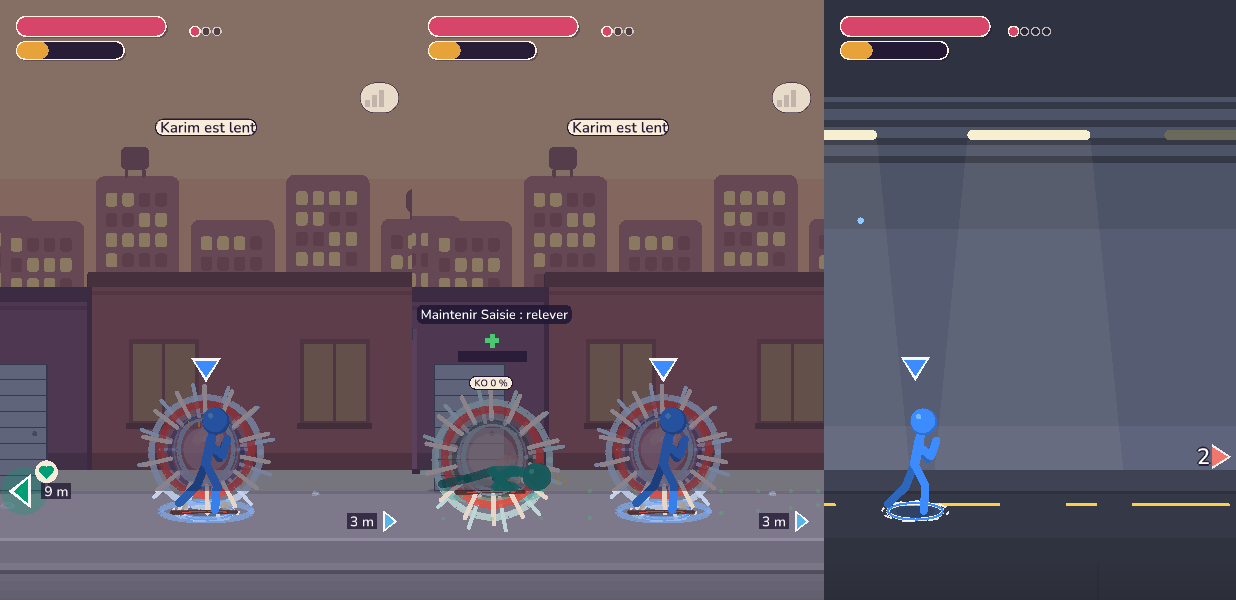 Karim est lent
9 m
3 m
Karim est lent
Maintenir Saisie : relever
KO 0 %
3 m
2